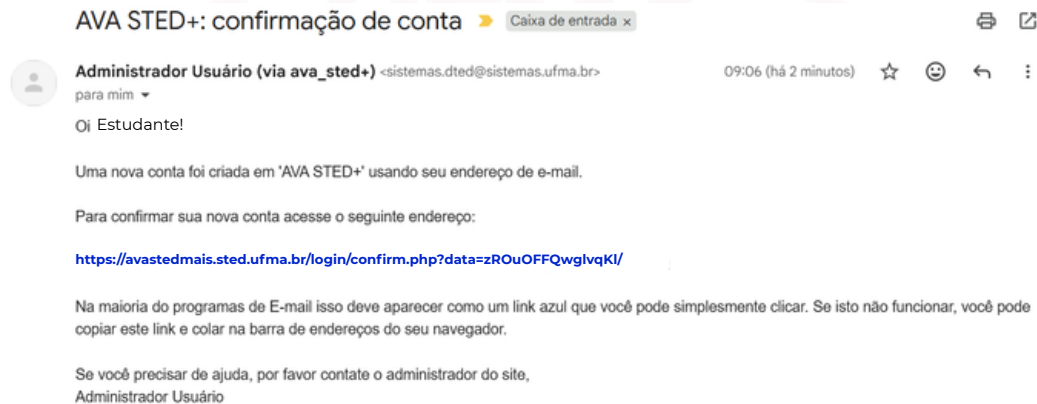 AVA STED+: confirmação de conta Caixa de entrada ×
Administrador Usuário (via ava_sted+) <sistemas.dted@sistemas.ufma.br> 09:06 (há 2 minutos)
para mim
Oi Estudante!
Uma nova conta foi criada em 'AVA STED+' usando seu endereço de e-mail.
Para confirmar sua nova conta acesse o seguinte endereço:
https://avastedmais.sted.ufma.br/login/confirm.php?data=zROuOFFQwglvqKl/
Na maioria do programas de E-mail isso deve aparecer como um link azul que você pode simplesmente clicar. Se isto não funcionar, você pode
copiar este link e colar na barra de endereços do seu navegador.
Se você precisar de ajuda, por favor contate o administrador do site,
Administrador Usuário